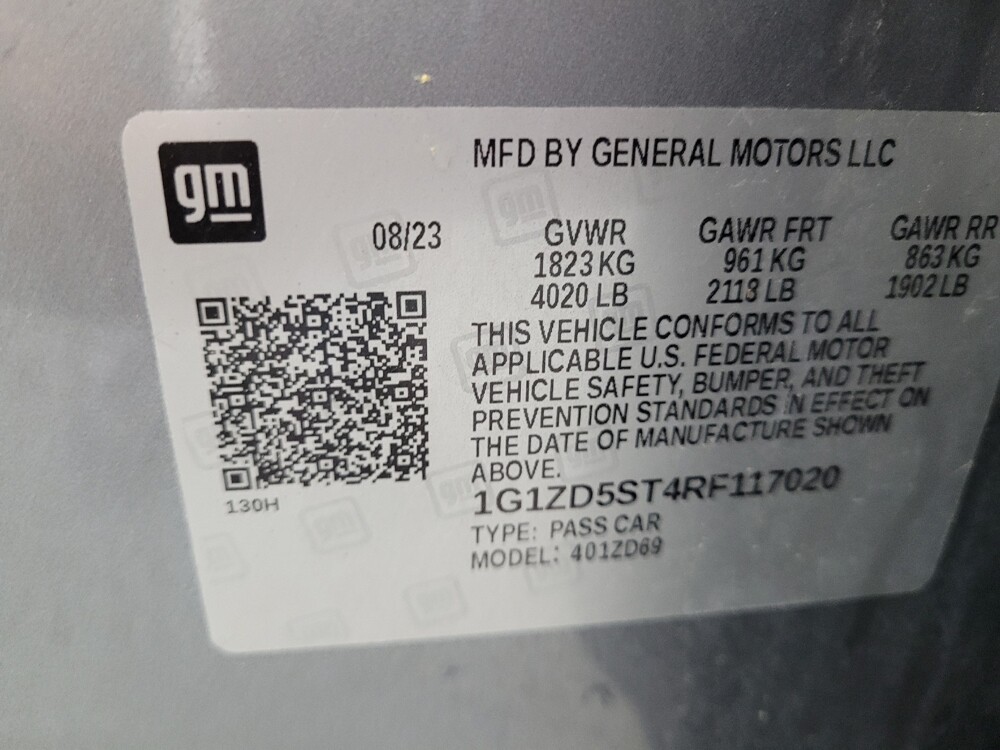 gm
MFD BY GENERAL MOTORS LLC
08/23 GVWR GAWR FRT GAWR RR
1823 KG 961 KG 863 KG
4020 LB 2118 LB 1902 LB
THIS VEHICLE CONFORMS TO ALL
APPLICABLE U.S. FEDERAL MOTOR
VEHICLE SAFETY, BUMPER, AND THEFT
PREVENTION STANDARDS IN EFFECT ON
THE DATE OF MANUFACTURE SHOWN
ABOVE.
1G1ZD5ST4RF117020
130H
TYPE: PASS CAR
MODEL: 401ZD69